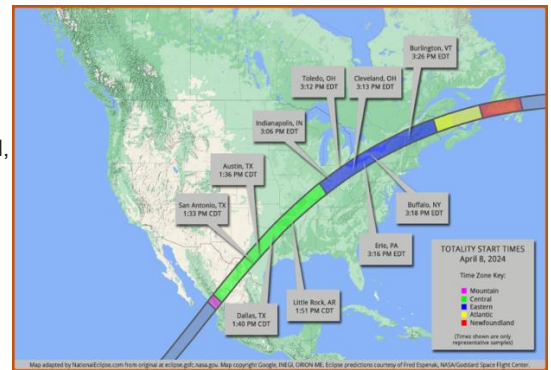 l,
Burlington, VT
3:26 PM EDT
Toledo, OH
3:12 PM EDT
Cleveland, OH
3:13 PM EDT
Indianapolis, IN
3:06 PM EDT
Austin, TX
1:36 PM CDT
San Antonio, TX
1:33 PM CDT
Buffalo, NY
3:18 PM EDT
Erie, PA
3:16 PM EDT
Little Rock, AR
1:51 PM CDT
Dallas, TX
1:40 PM CDT
TOTALITY START TIMES
April 8, 2024
Time Zone Key:
Mountain
Central
Eastern
Atlantic
Newfoundland
(Times shown are only
representative samples)
Map adapted by NationalEclipse.com from original at eclipse.gsfc.nasa.gov. Map copyright Google, INEGI, ORION-ME. Eclipse predictions courtesy of Fred Espenak, NASA/Goddard Space Flight Center.